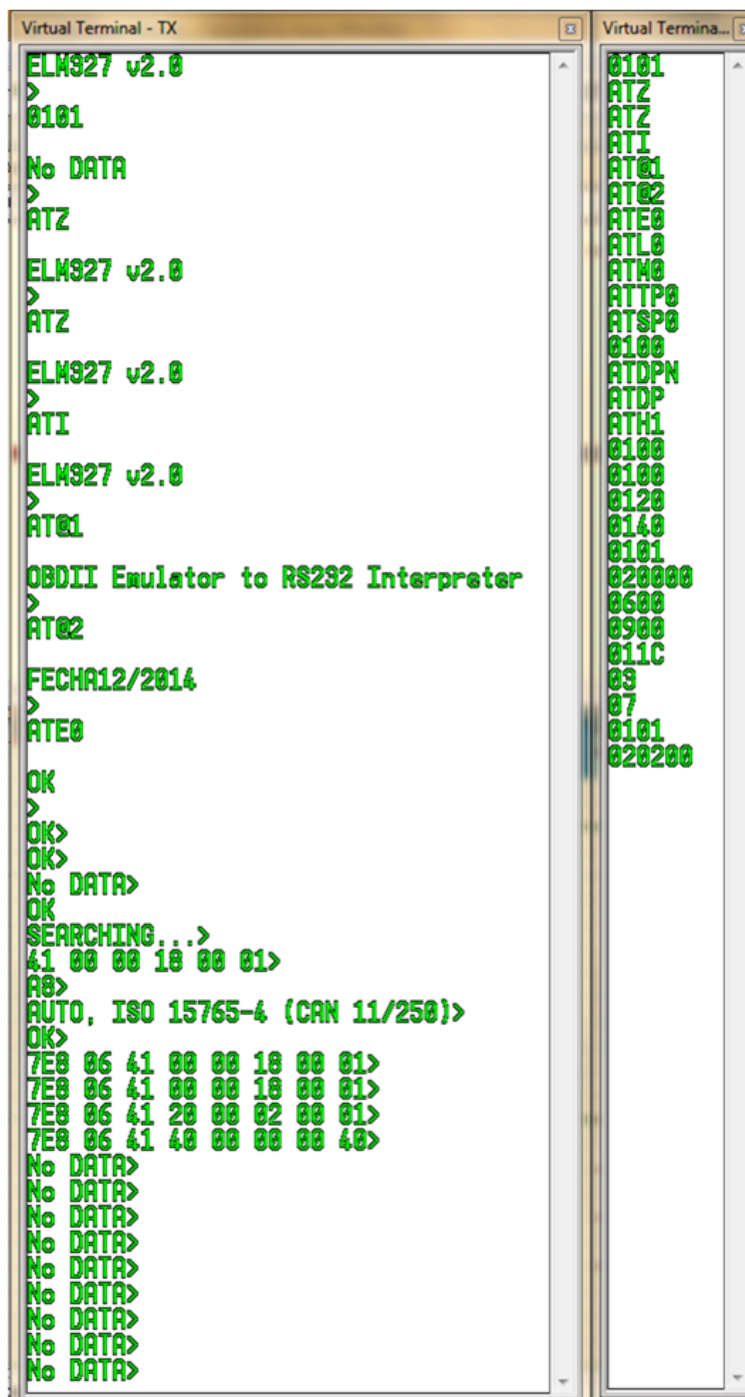 Virtual Terminal - TX
ELM327 v2.0
>
0101
No DATA
>
ATZ
ELM327 v2.0
>
ATZ
ELM327 v2.0
>
ATI
ELM327 v2.0
>
AT@1
OBDII Emulator to RS232 Interpreter
>
AT@2
FECHA12/2014
>
ATE0
OK
>
OK>
OK>
No DATA>
OK
SEARCHING...>
41 00 00 18 00 01>
A8>
AUTO, ISO 15765-4 (CAN 11/250)>
OK>
7E8 06 41 00 00 18 00 01>
7E8 06 41 00 00 18 00 01>
7E8 06 41 20 00 02 00 01>
7E8 06 41 40 00 00 00 40>
No DATA>
No DATA>
No DATA>
No DATA>
No DATA>
No DATA>
No DATA>
No DATA>
No DATA>
Virtual Termina...
0101
ATZ
ATZ
ATI
AT@1
AT@2
ATE0
ATL0
ATM0
ATTP0
ATSP0
0100
ATDPN
ATDP
ATH1
0100
0100
0120
0140
0101
020000
0600
0900
011C
03
07
0101
020200